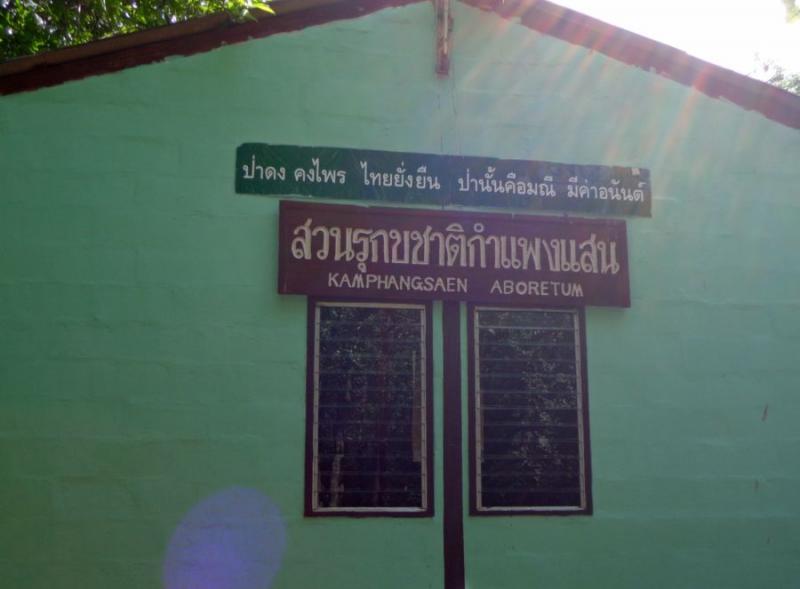 ป่าดง คงไพร ไทยยั่งยืน ป่านั้นคือมณี มีค่าอนันต์
สวนรุกขชาติกำแพงแสน
KAMPHANGSAEN ABORETUM